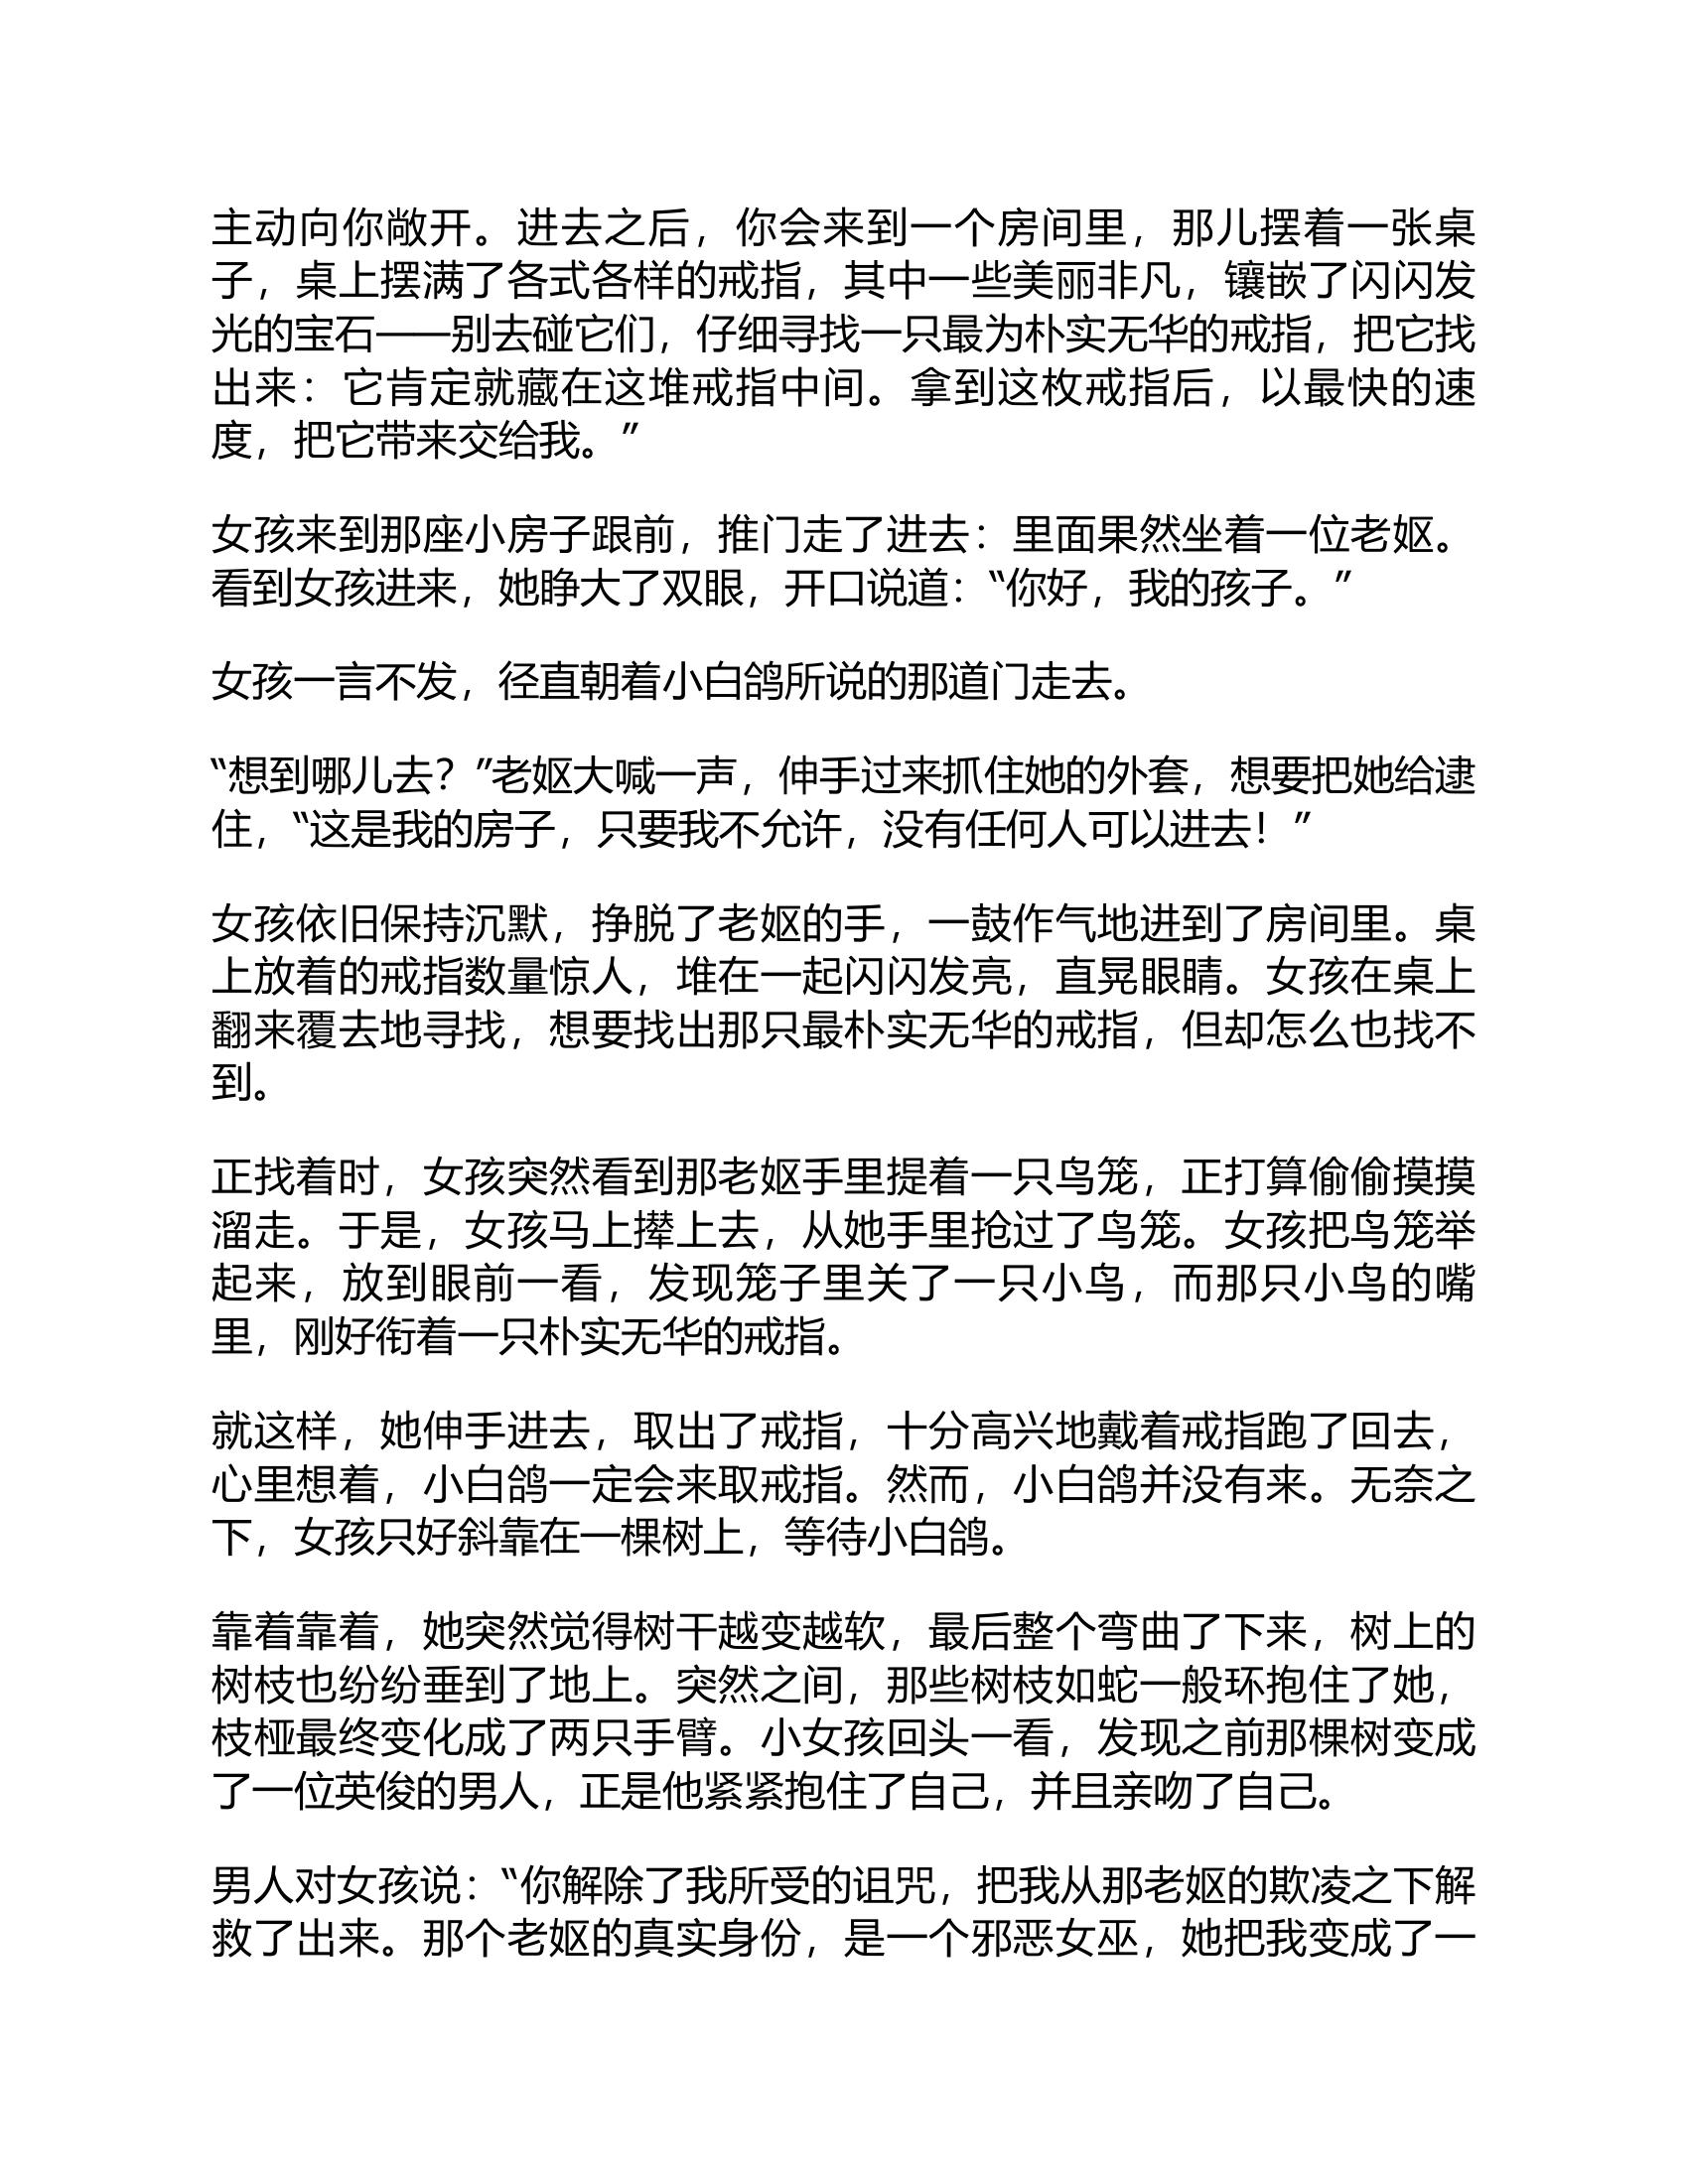 主动向你敞开。进去之后，你会来到一个房间里，那儿摆着一张桌
子，桌上摆满了各式各样的戒指，其中一些美丽非凡，镶嵌了闪闪发
光的宝石——别去碰它们，仔细寻找一只最为朴实无华的戒指，把它找
出来：它肯定就藏在这堆戒指中间。拿到这枚戒指后，以最快的速
度，把它带来交给我。”
女孩来到那座小房子跟前，推门走了进去：里面果然坐着一位老妪。
看到女孩进来，她睁大了双眼，开口说道：“你好，我的孩子。”
女孩一言不发，径直朝着小白鸽所说的那道门走去。
“想到哪儿去？”老妪大喊一声，伸手过来抓住她的外套，想要把她给逮
住，“这是我的房子，只要我不允许，没有任何人可以进去！”
女孩依旧保持沉默，挣脱了老妪的手，一鼓作气地进到了房间里。桌
上放着的戒指数量惊人，堆在一起闪闪发亮，直晃眼睛。女孩在桌上
翻来覆去地寻找，想要找出那只最朴实无华的戒指，但却怎么也找不
到。
正找着时，女孩突然看到那老妪手里提着一只鸟笼，正打算偷偷摸摸
溜走。于是，女孩马上撵上去，从她手里抢过了鸟笼。女孩把鸟笼举
起来，放到眼前一看，发现笼子里关了一只小鸟，而那只小鸟的嘴
里，刚好衔着一只朴实无华的戒指。
就这样，她伸手进去，取出了戒指，十分高兴地戴着戒指跑了回去，
心里想着，小白鸽一定会来取戒指。然而，小白鸽并没有来。无奈之
下，女孩只好斜靠在一棵树上，等待小白鸽。
靠着靠着，她突然觉得树干越变越软，最后整个弯曲了下来，树上的
树枝也纷纷垂到了地上。突然之间，那些树枝如蛇一般环抱住了她，
枝桠最终变化成了两只手臂。小女孩回头一看，发现之前那棵树变成
了一位英俊的男人，正是他紧紧抱住了自己，并且亲吻了自己。
男人对女孩说：“你解除了我所受的诅咒，把我从那老妪的欺凌之下解
救了出来。那个老妪的真实身份，是一个邪恶女巫，她把我变成了一